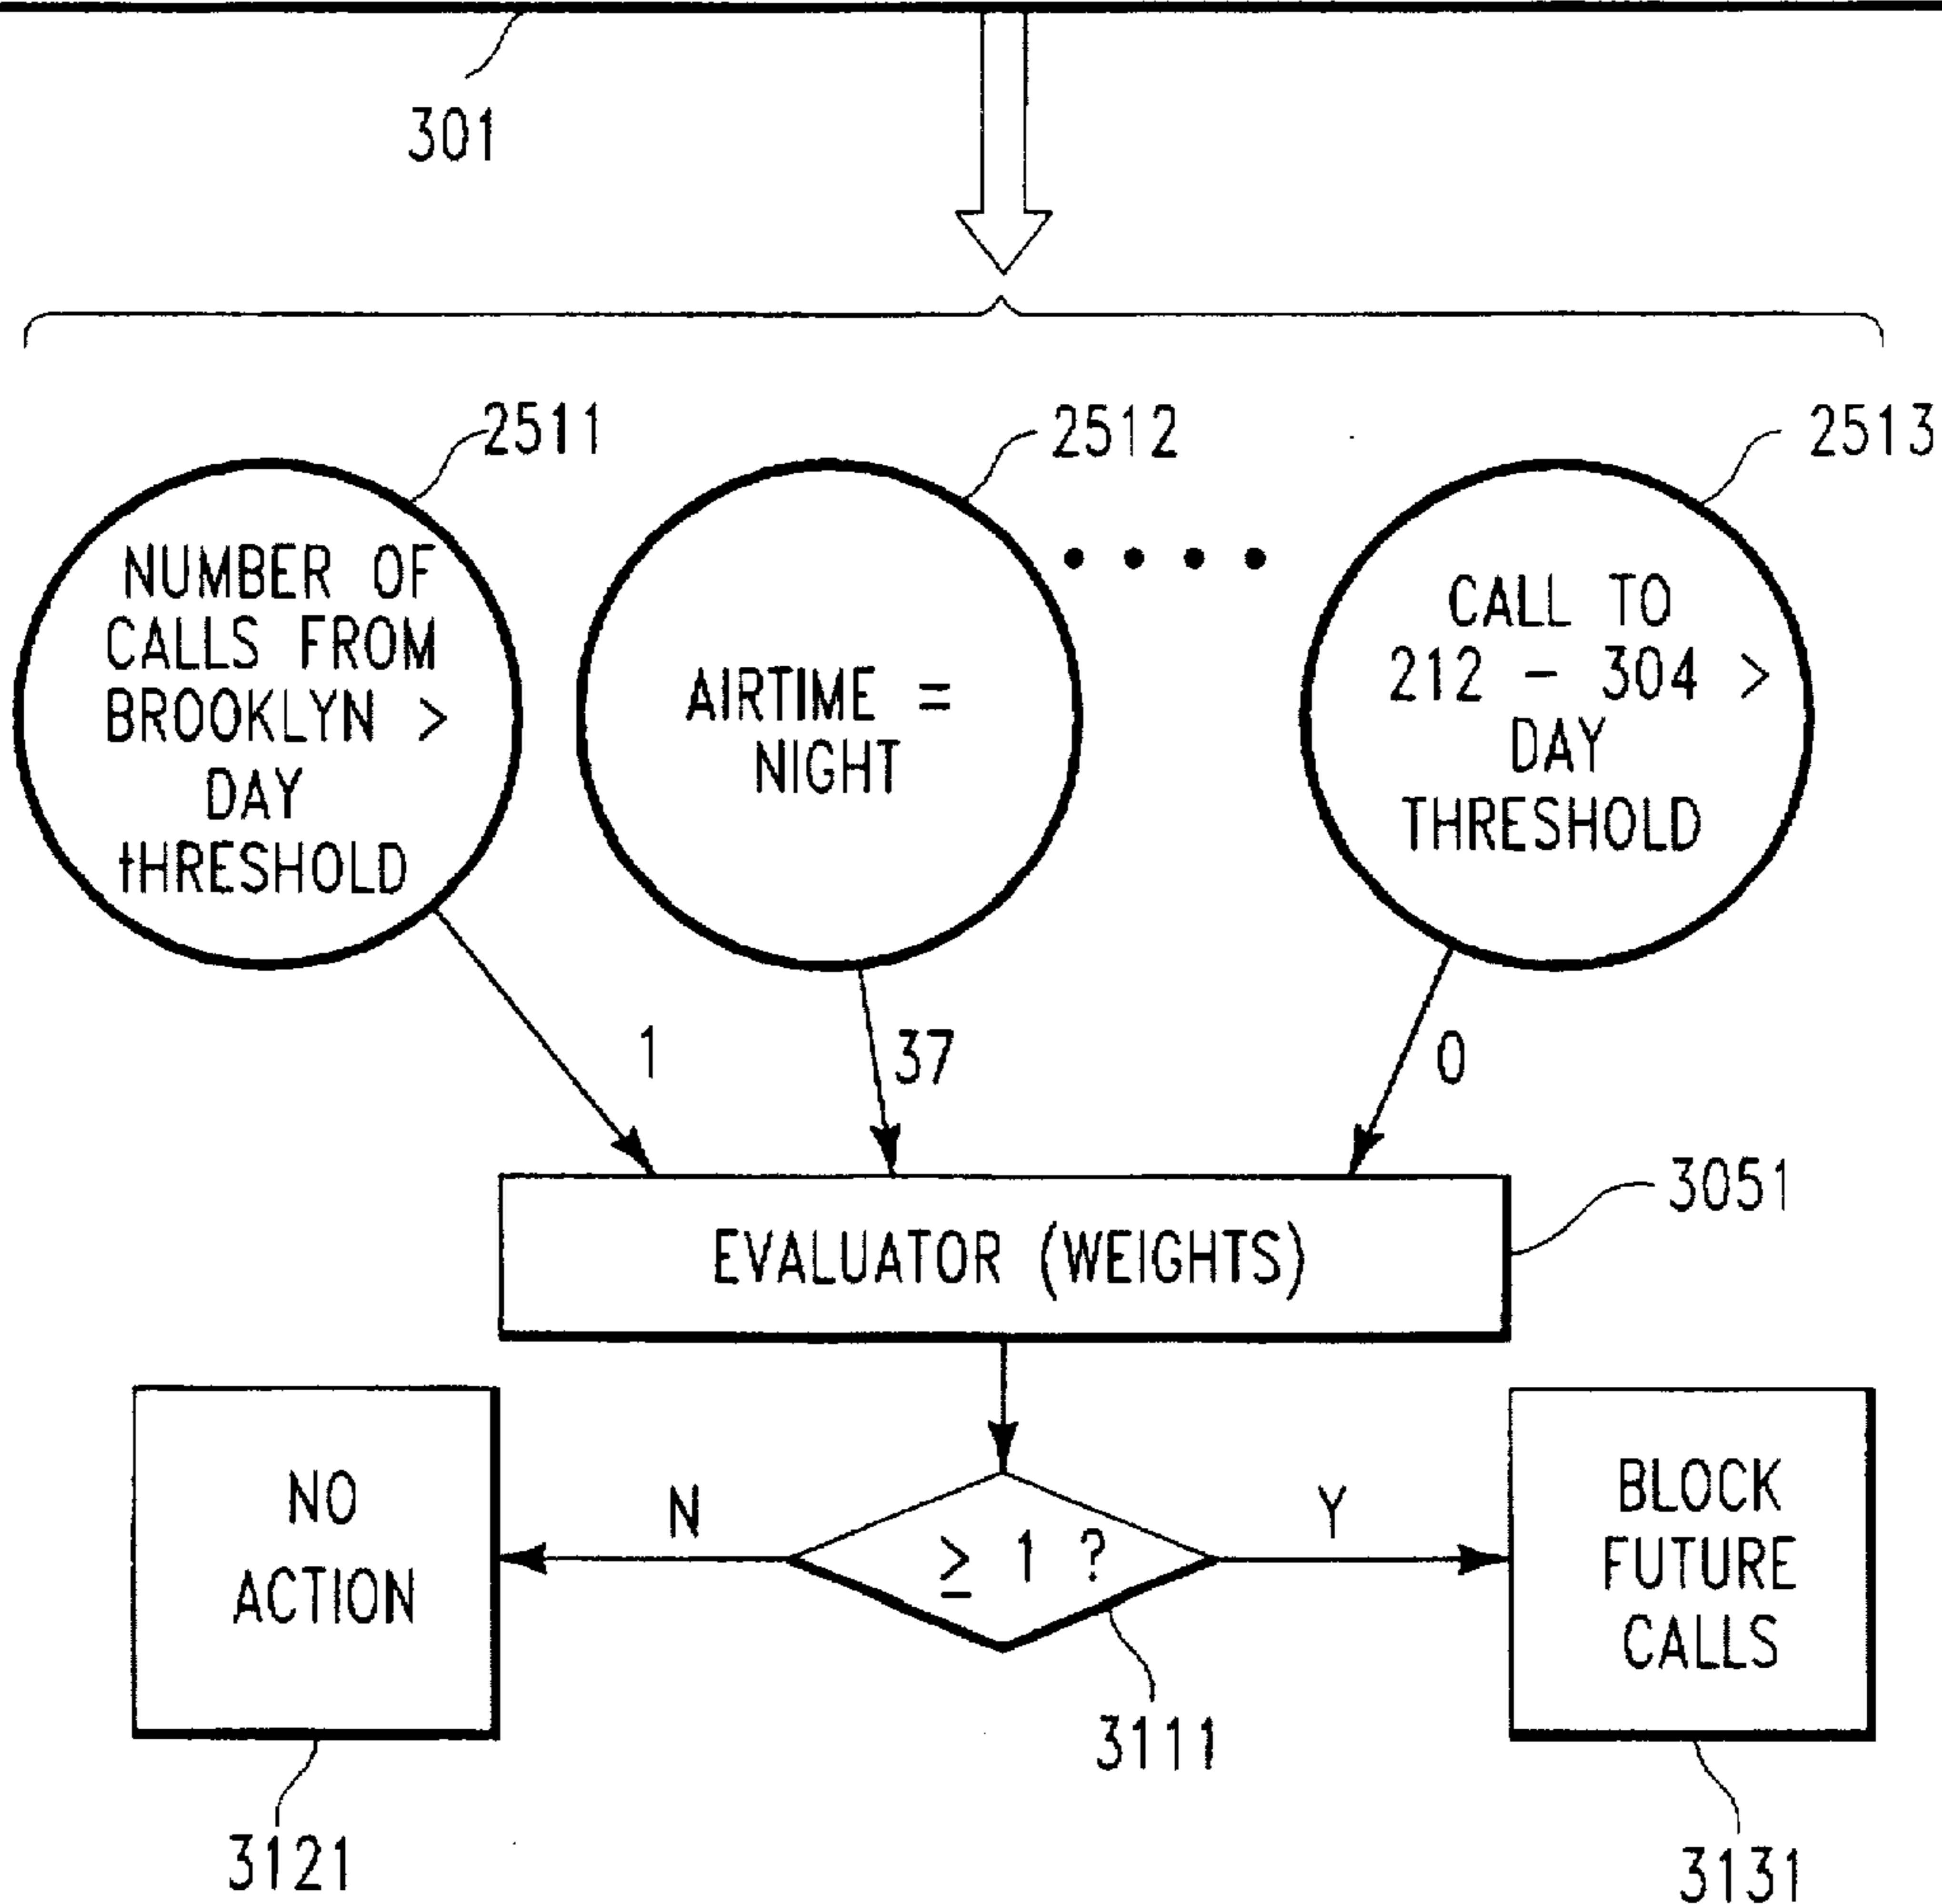 301
2511
2512
2513
NUMBER OF
CALLS FROM
BROOKLYN >
DAY
tHRESHOLD
AIRTIME =
NIGHT
CALL TO
212 - 304 >
DAY
THRESHOLD
1
37
0
3051
EVALUATOR (WEIGHTS)
NO
ACTION
N
≥ 1 ?
Y
BLOCK
FUTURE
CALLS
3111
3121
3131